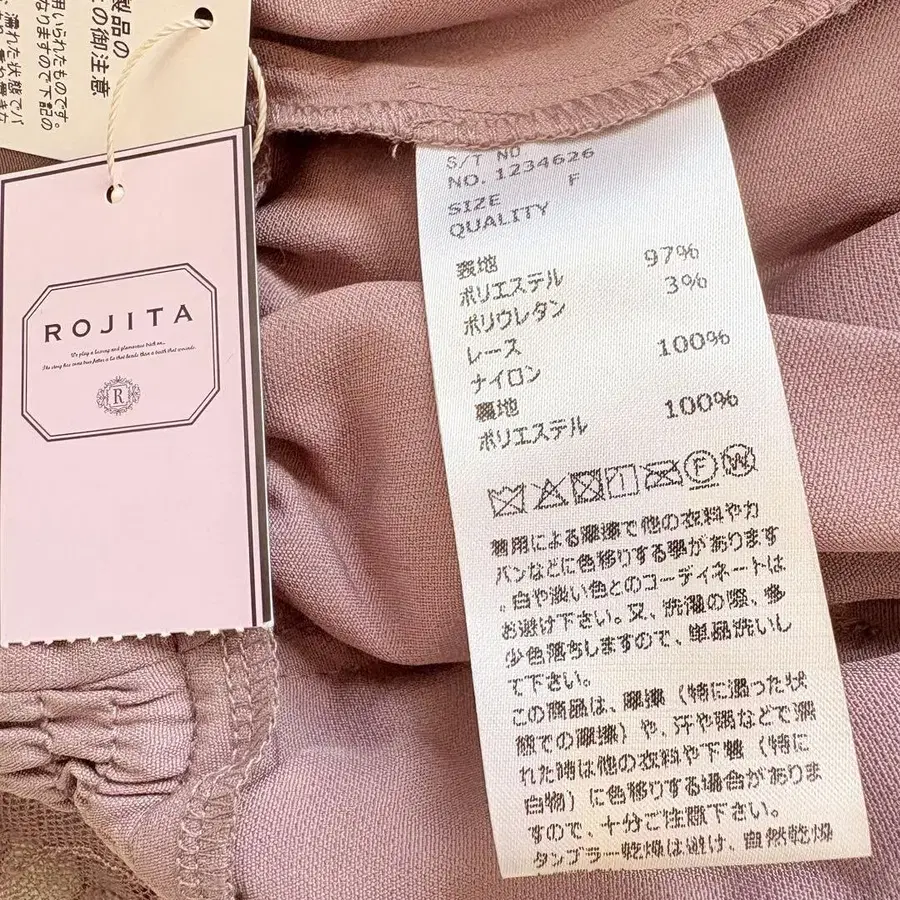 製品の
の御注意
用いられたものです。
なりますので下記の
濡れた状態でバ
ROJITA
R
S/T NO
NO. 1234626
SIZE F
QUALITY
表地
ポリエステル 97%
ポリウレタン 3%
レース
ナイロン 100%
裏地
ポリエステル 100%
着用による摩擦で他の衣料やカ
バンなどに色移りする事があります
.白や淡い色とのコーディネートは
お避け下さい。又、洗濯の際、多
少色落ちしますので、単品洗いし
て下さい。
この商品は、摩擦（特に湿った状
態での摩擦）や、汗や雨などで濡
れた時は他の衣料や下着（特に
白物）に色移りする場合がありま
すので、十分ご注意下さい。
タンブラー乾燥は避け、自然乾燥